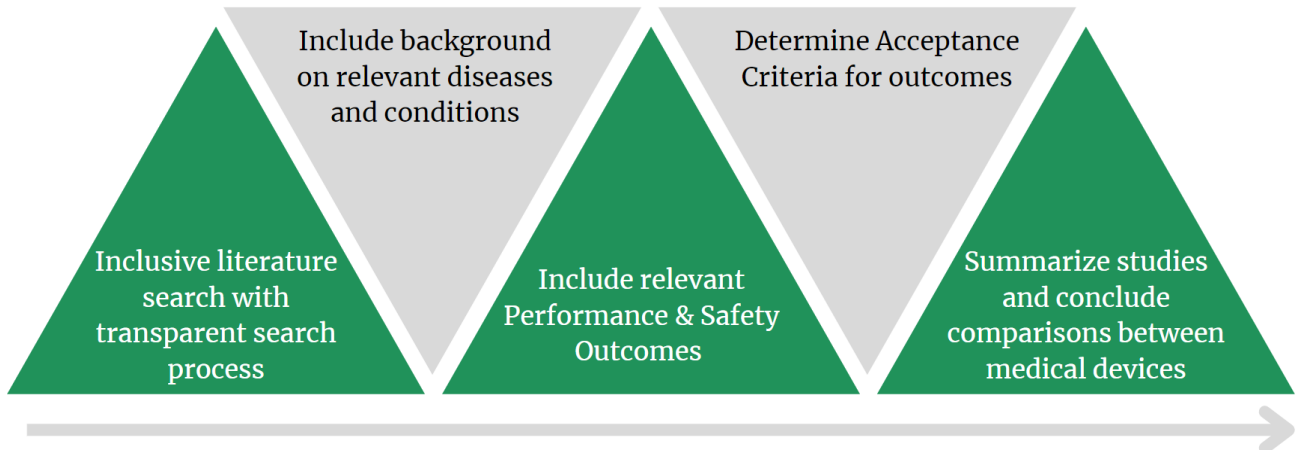 Inclusive literature
search with
transparent search
process
Include background
on relevant diseases
and conditions
Include relevant
Performance & Safety
Outcomes
Determine Acceptance
Criteria for outcomes
Summarize studies
and conclude
comparisons between
medical devices